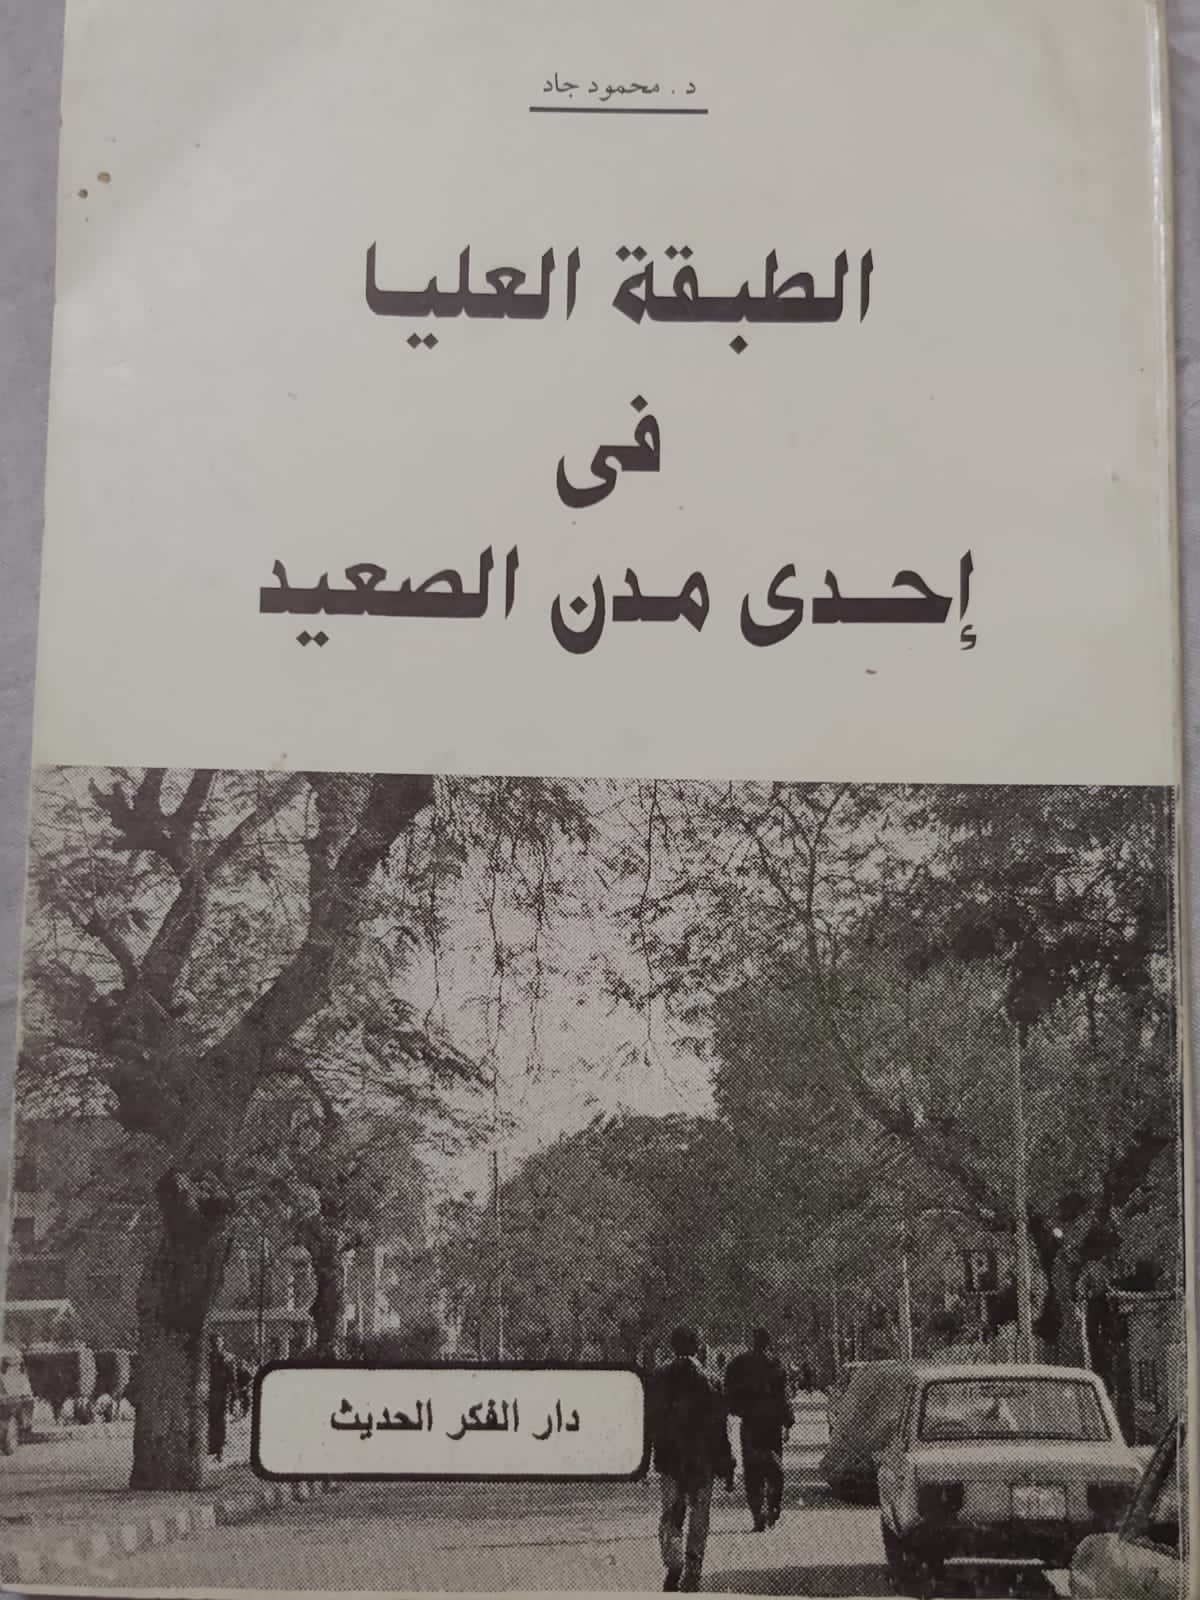 د . محمود جاد
الطبقة العليا
فى
إحدى مدن الصعيد
دار الفكر الحديث